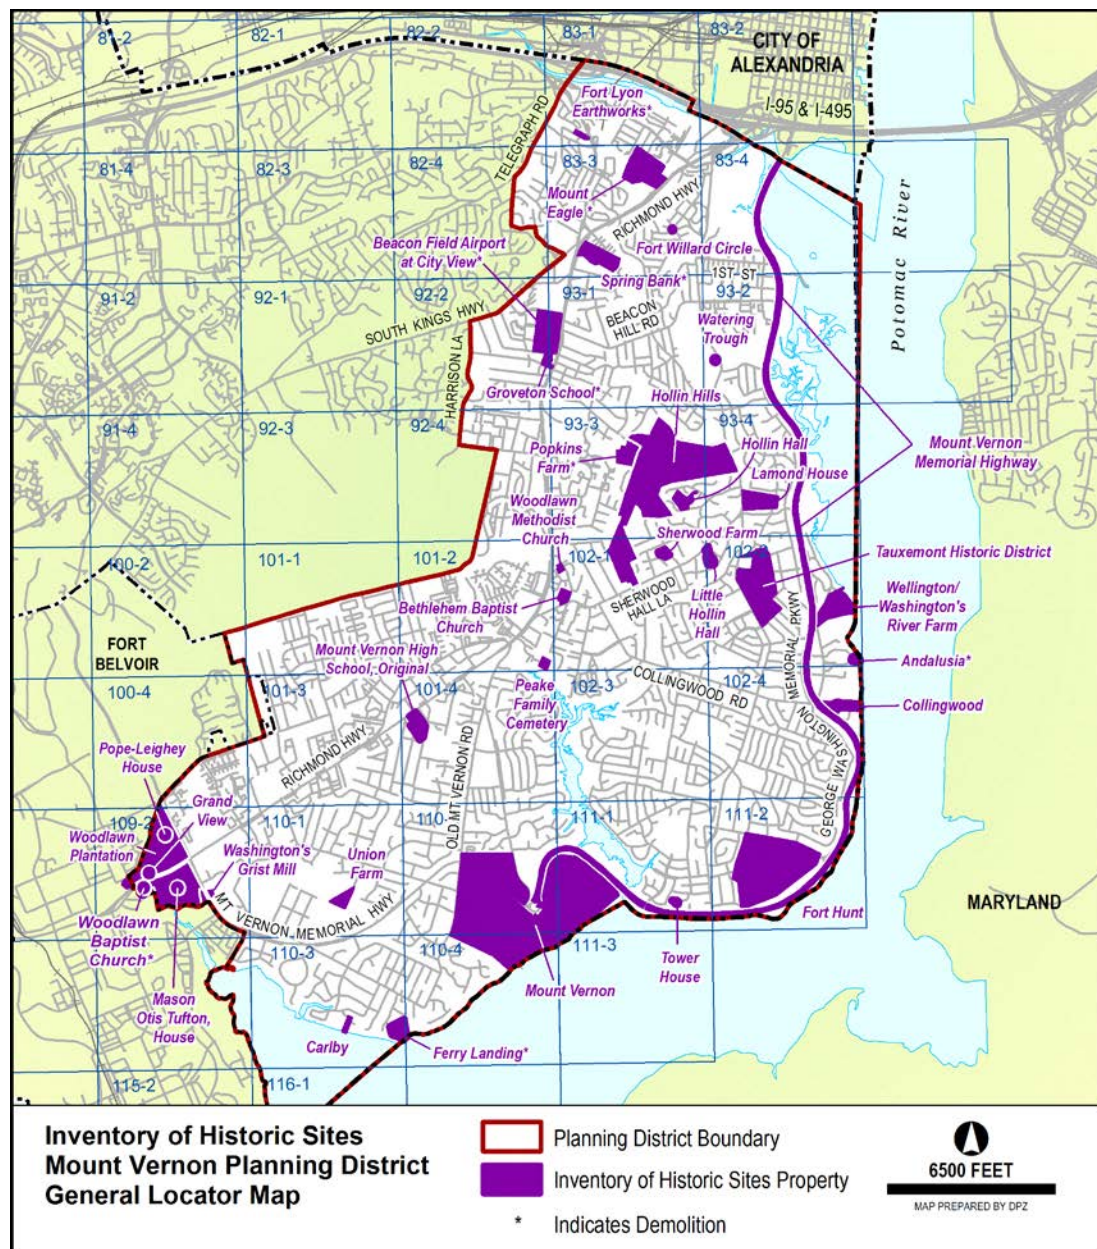 81-2
82-1
82-2
83-1
83-2
CITY OF
ALEXANDRIA
I-95 & I-495
TELEGRAPH RD
Fort Lyon
Earthworks*
81-4
82-3
82-4
83-3
83-4
Mount
Eagle *
RICHMOND HWY
Potomac River
Beacon Field Airport
at City View*
Fort Willard Circle
Spring Bank*
1ST ST
91-2
92-1
92-2
93-1
93-2
SOUTH KINGS HWY
BEACON
HILL RD
Watering
Trough
HARRISON LA
Groveton School*
Hollin Hills
91-4
92-3
92-4
93-3
93-4
Popkins
Farm*
Hollin Hall
Mount Vernon
Memorial Highway
Lamond House
Woodlawn
Methodist
Church
Sherwood Farm
100-2
101-1
101-2
102-1
Tauxemont Historic District
SHERWOOD
HALL LA
Little
Hollin
Hall
Wellington/
Washington's
River Farm
Bethlehem Baptist
Church
FORT
BELVOIR
Mount Vernon High
School, Original
Andalusia*
100-4
101-3
101-4
Peake
Family
Cemetery
102-3
102-4
COLLINGWOOD RD
Collingwood
GEORGE WASHINGTON
MEMORIAL PKWY
Pope-Leighey
House
RICHMOND HWY
OLD MT VERNON RD
Grand
View
109-2
110-1
110-
111-1
111-2
Woodlawn
Plantation
Washington's
Grist Mill
Union
Farm
MT VERNON MEMORIAL HWY
Woodlawn
Baptist
Church*
MARYLAND
Fort Hunt
110-3
110-4
111-3
Tower
House
Mount Vernon
Mason
Otis Tufton,
House
Carlby
Ferry Landing*
115-2
116-1
Inventory of Historic Sites
Mount Vernon Planning District
General Locator Map
Planning District Boundary
Inventory of Historic Sites Property
* Indicates Demolition
6500 FEET
MAP PREPARED BY DPZ